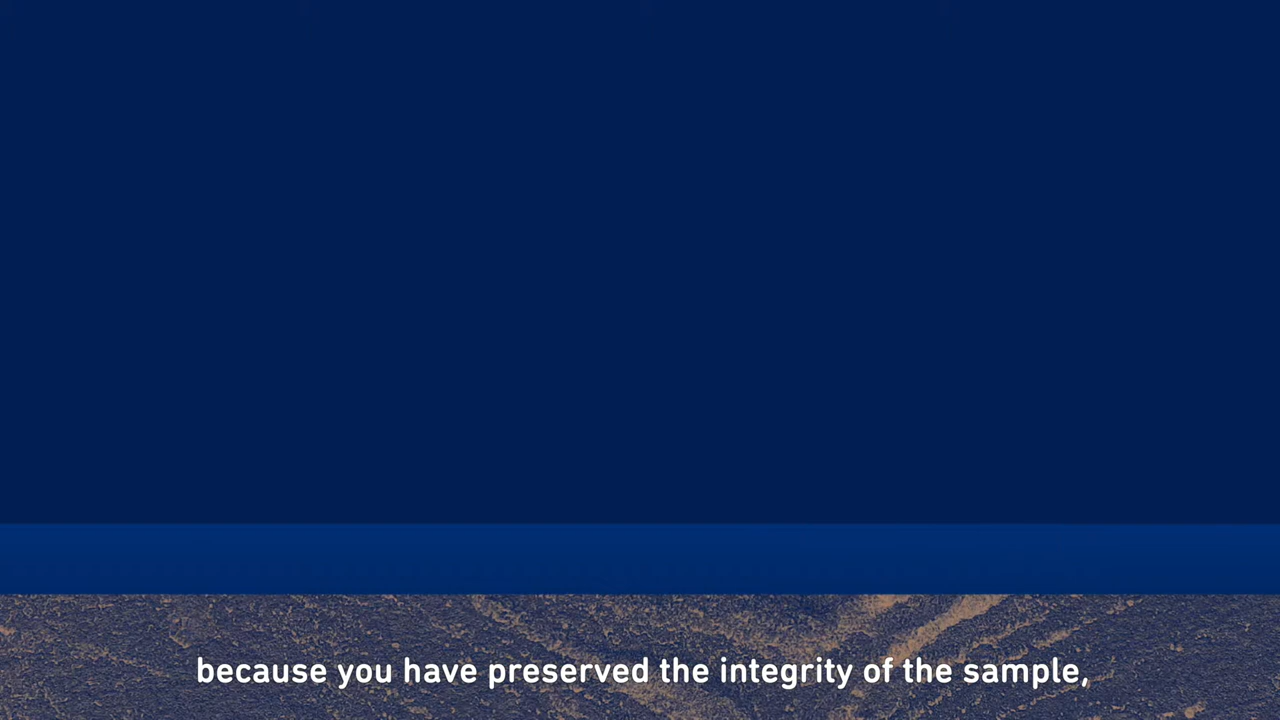 because you have preserved the integrity of the sample,